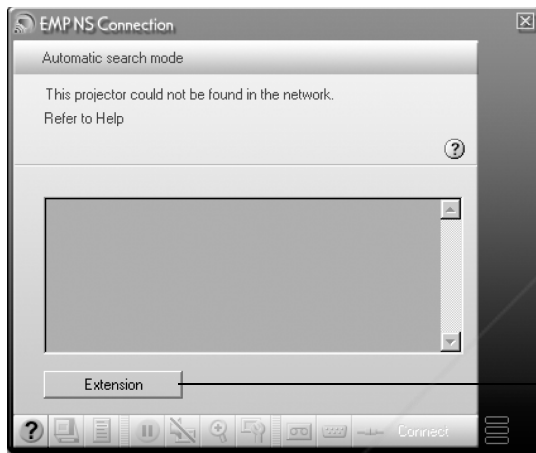 EMP NS Connection
Automatic search mode
This projector could not be found in the network.
Refer to Help
Extension
Connect